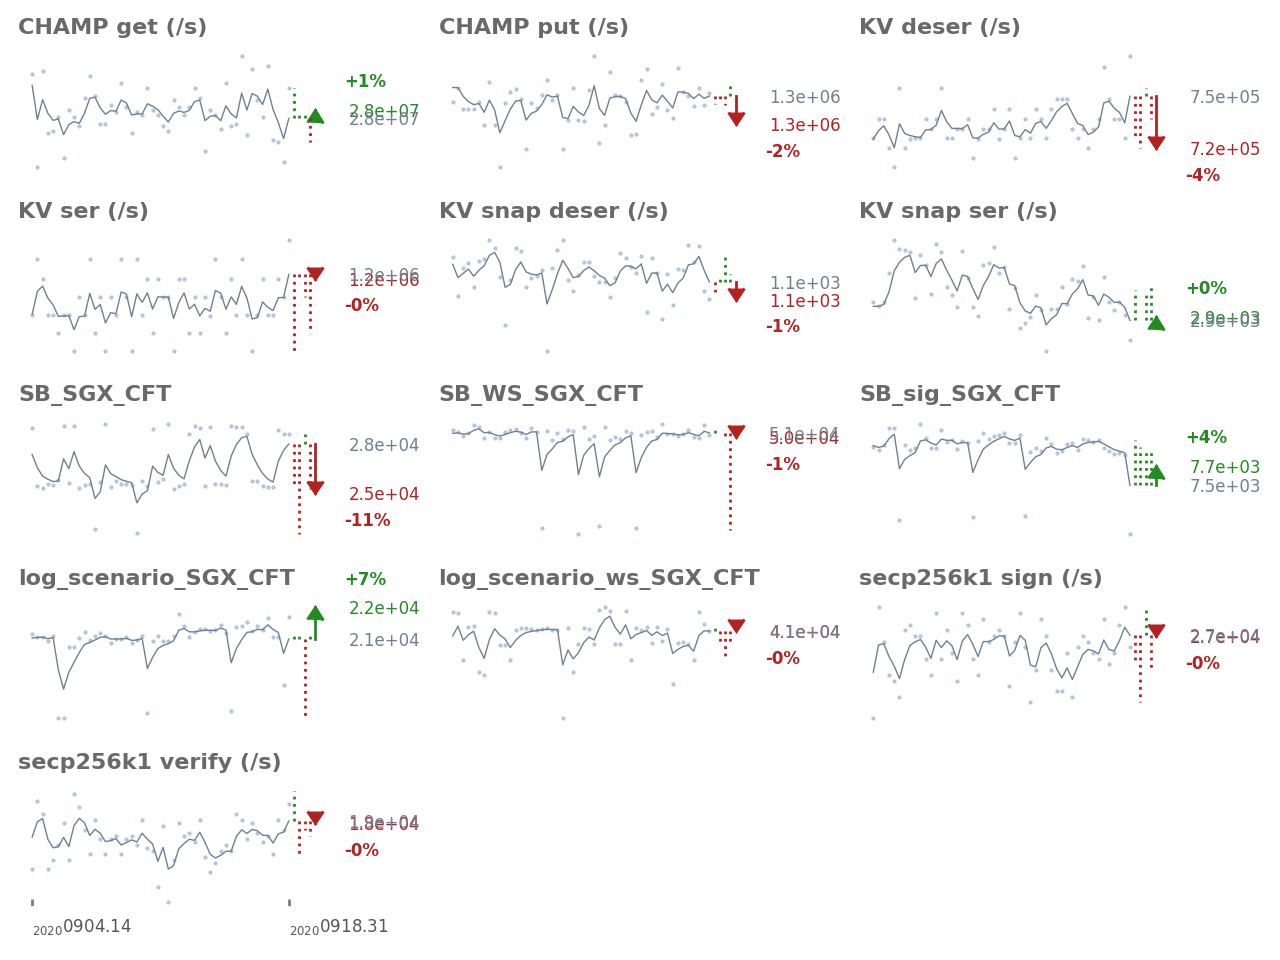 CHAMP get (/s)
+1%
2.8e+07
2.8e+07
CHAMP put (/s)
1.3e+06
1.3e+06
-2%
KV deser (/s)
7.5e+05
7.2e+05
-4%
KV ser (/s)
1.2e+06
1.2e+06
-0%
KV snap deser (/s)
1.1e+03
1.1e+03
-1%
KV snap ser (/s)
+0%
2.9e+03
2.9e+03
SB_SGX_CFT
2.8e+04
2.5e+04
-11%
SB_WS_SGX_CFT
5.1e+04
5.0e+04
-1%
SB_sig_SGX_CFT
+4%
7.7e+03
7.5e+03
log_scenario_SGX_CFT
+7%
2.2e+04
2.1e+04
log_scenario_ws_SGX_CFT
4.1e+04
-0%
secp256k1 sign (/s)
2.7e+04
2.7e+04
-0%
secp256k1 verify (/s)
1.8e+04
-0%
20200904.14
20200918.31